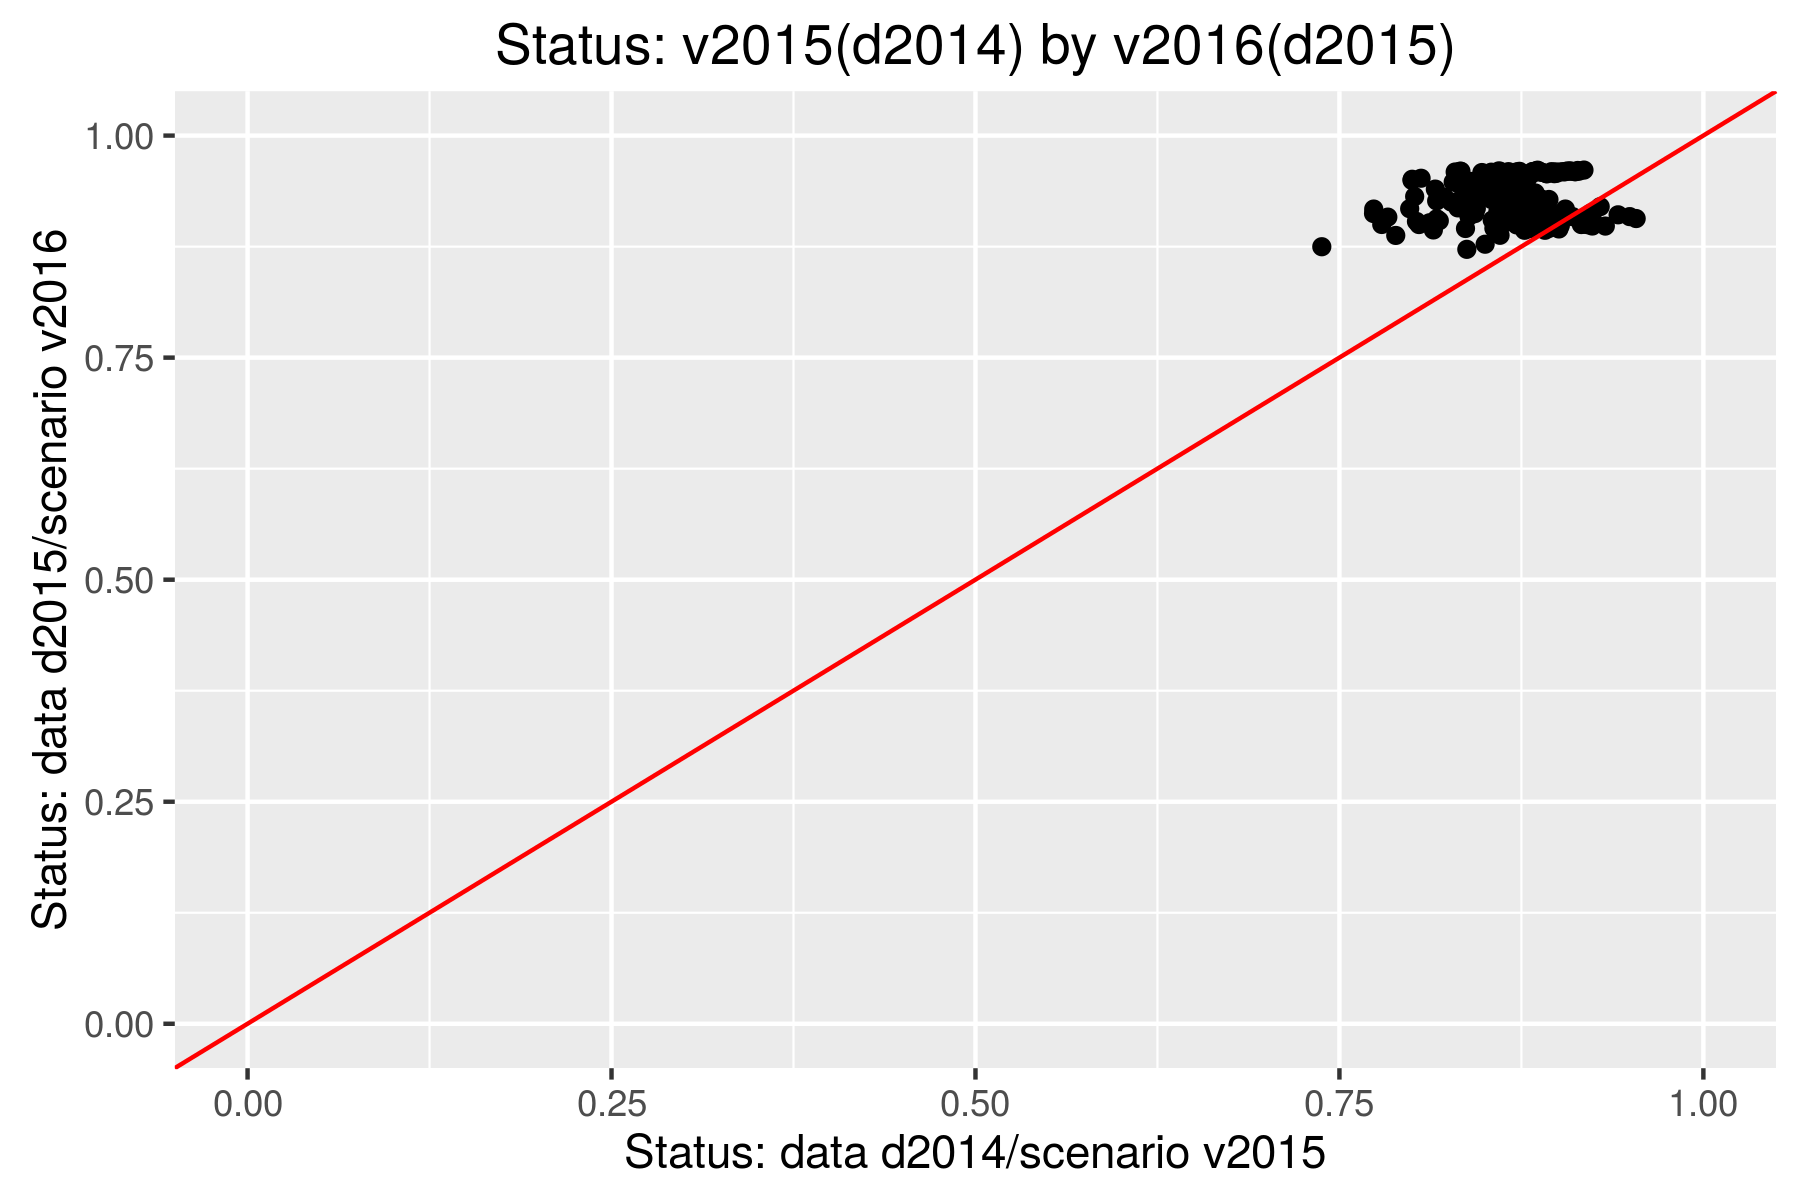 Status: v2015(d2014) by v2016(d2015)
Status: data d2015/scenario v2016
1.00
0.75
0.50
0.25
0.00
0.00 0.25 0.50 0.75 1.00
Status: data d2014/scenario v2015